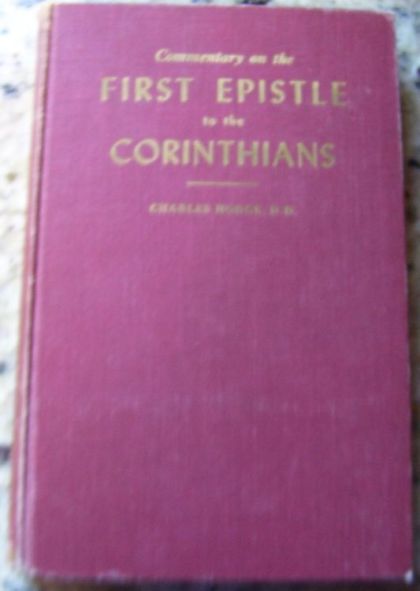 Commentary on the
FIRST EPISTLE
to the
CORINTHIANS
CHARLES HODGE, D.D.